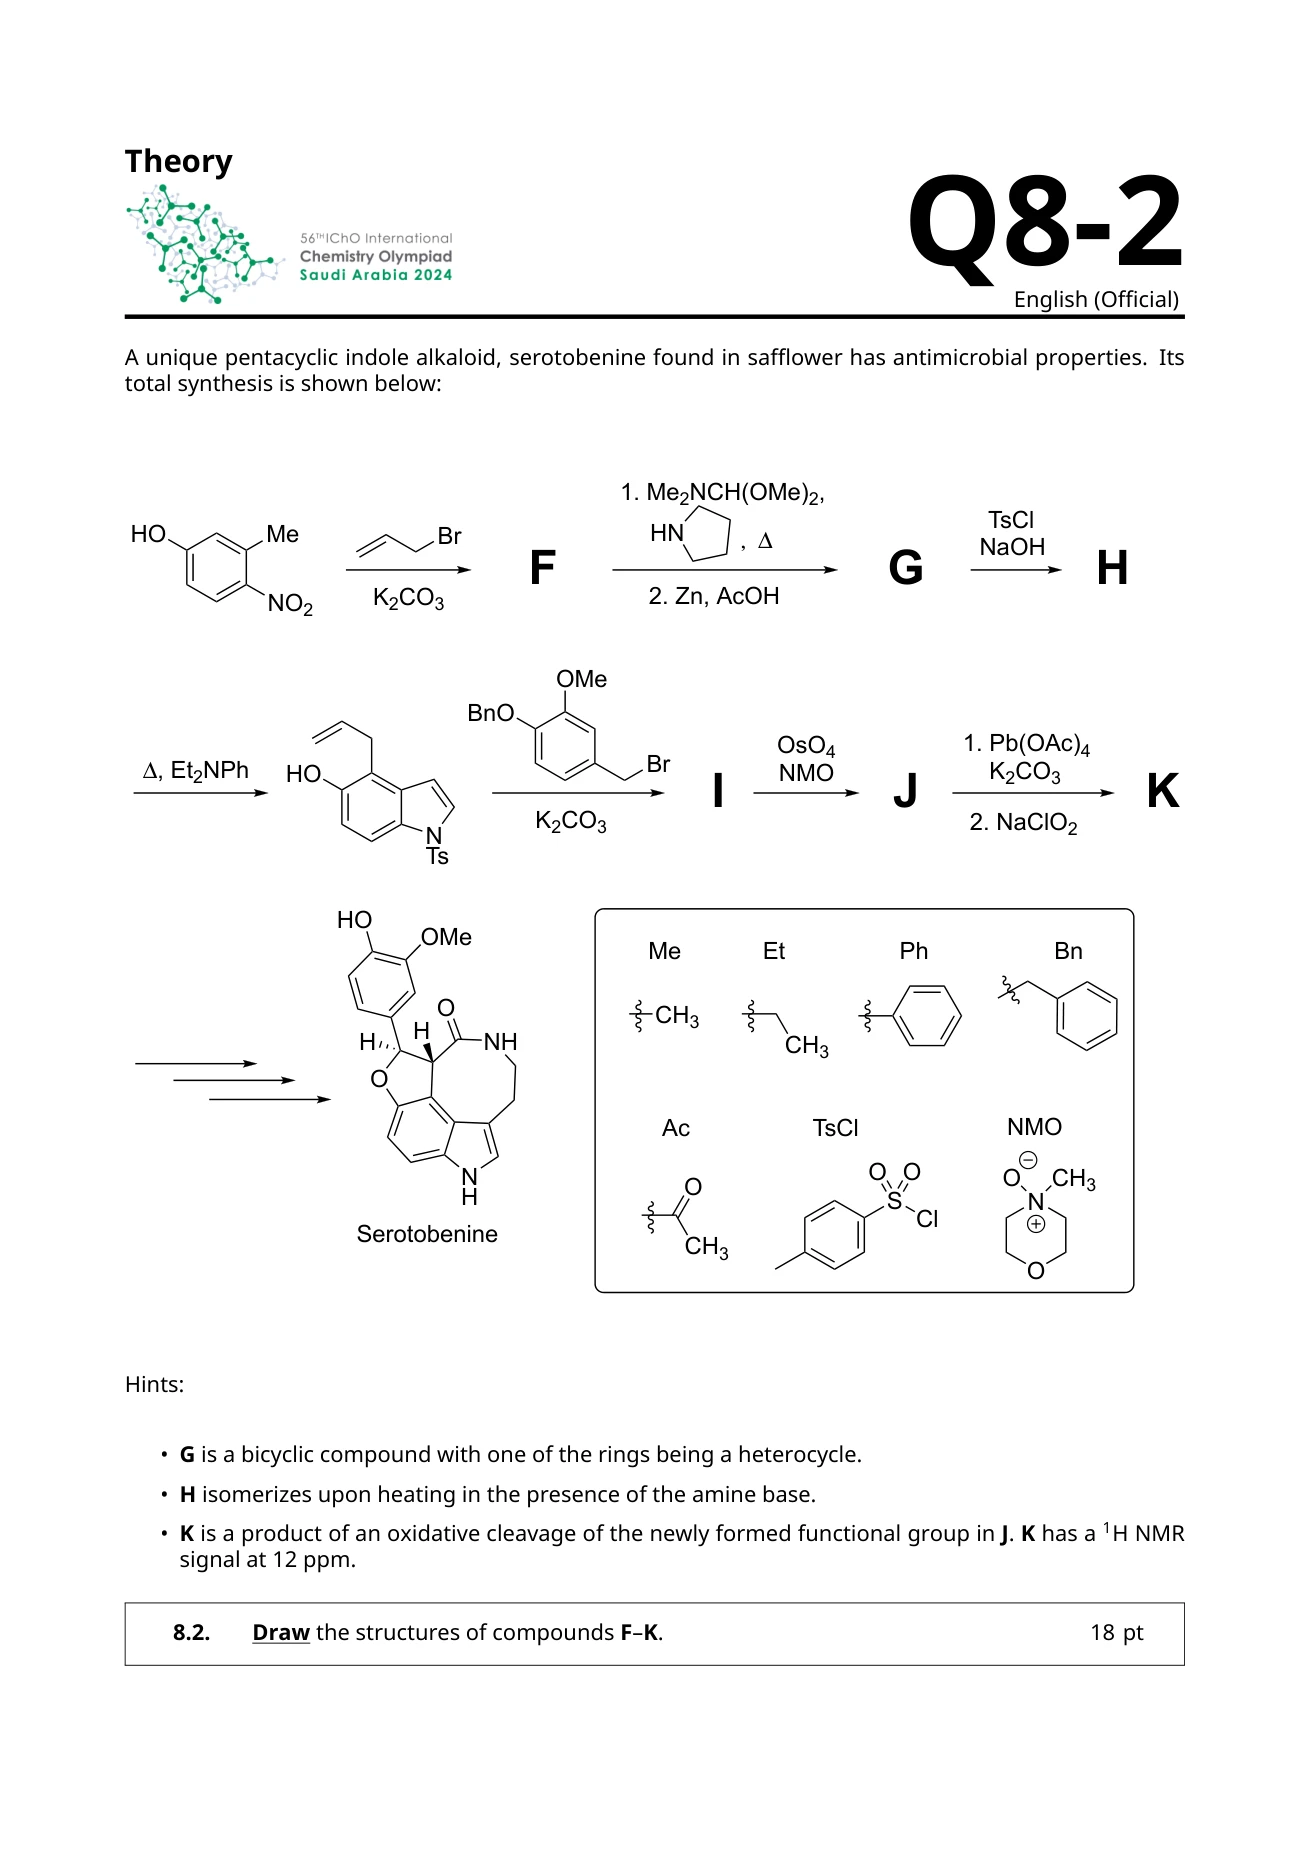 Theory
Q8-2
56THIChO International
Chemistry Olympiad
Saudi Arabia 2024
English (Official)
A unique pentacyclic indole alkaloid, serotobenine found in safflower has antimicrobial properties. Its
total synthesis is shown below:
HO
Me
NO2
Br
K2CO3
F
1. Me2NCH(OMe)2,
HN
, Δ
2. Zn, AcOH
G
TsCl
NaOH
H
Δ, Et2NPh
HO
N
Ts
OMe
BnO
Br
K2CO3
I
OsO4
NMO
J
1. Pb(OAc)4
K2CO3
2. NaClO2
K
HO
OMe
O
H
H
NH
O
N
H
Serotobenine
Me
Et
Ph
Bn
CH3
CH3
Ac
TsCl
NMO
O
CH3
O O
S
Cl
⊖
O
CH3
N
⊕
O
Hints:
• G is a bicyclic compound with one of the rings being a heterocycle.
• H isomerizes upon heating in the presence of the amine base.
• K is a product of an oxidative cleavage of the newly formed functional group in J. K has a 1H NMR
signal at 12 ppm.
8.2. Draw the structures of compounds F–K. 18 pt